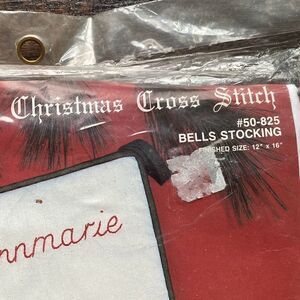 Christmas Cross Stitch
#50-825
BELLS STOCKING
FINISHED SIZE: 12" x 16"
nnmarie